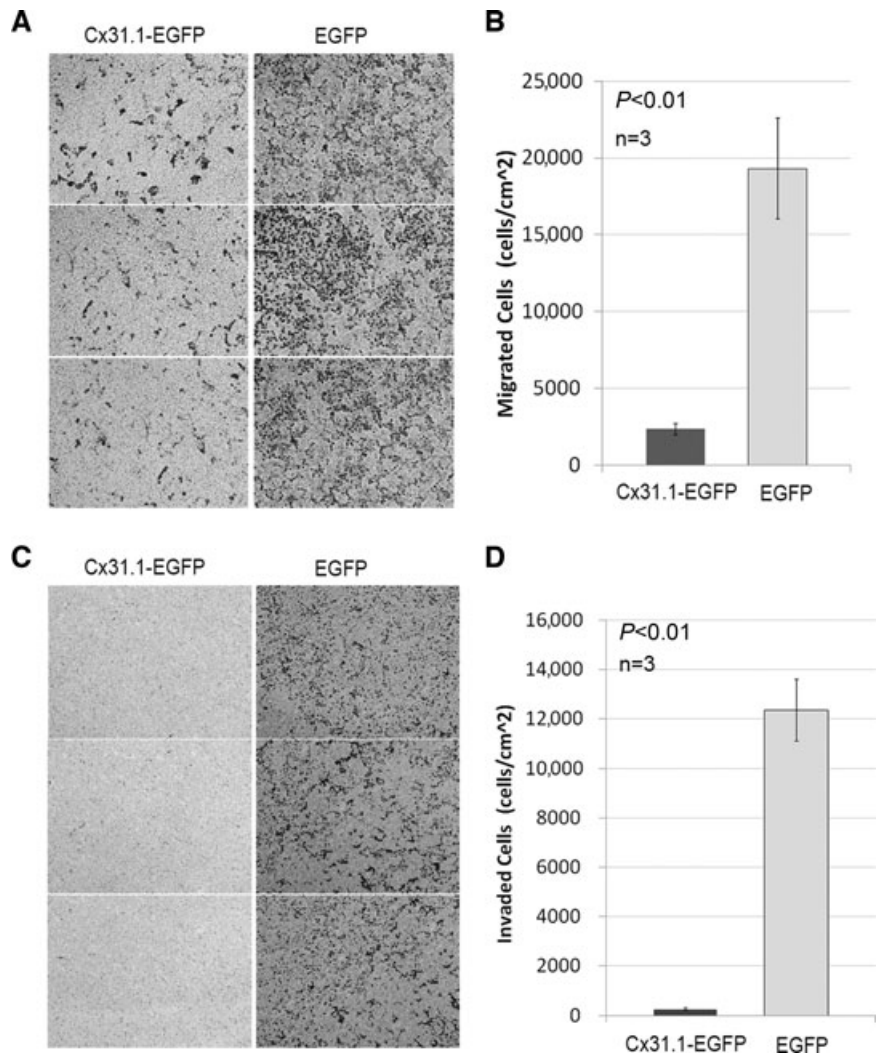 A
Cx31.1-EGFP
EGFP
B
25,000
20,000
15,000
10,000
5000
0
Migrated Cells (cells/cm^2)
P<0.01
n=3
Cx31.1-EGFP
EGFP
C
Cx31.1-EGFP
EGFP
D
16,000
14,000
12,000
10,000
8000
6000
4000
2000
0
Invaded Cells (cells/cm^2)
P<0.01
n=3
Cx31.1-EGFP
EGFP